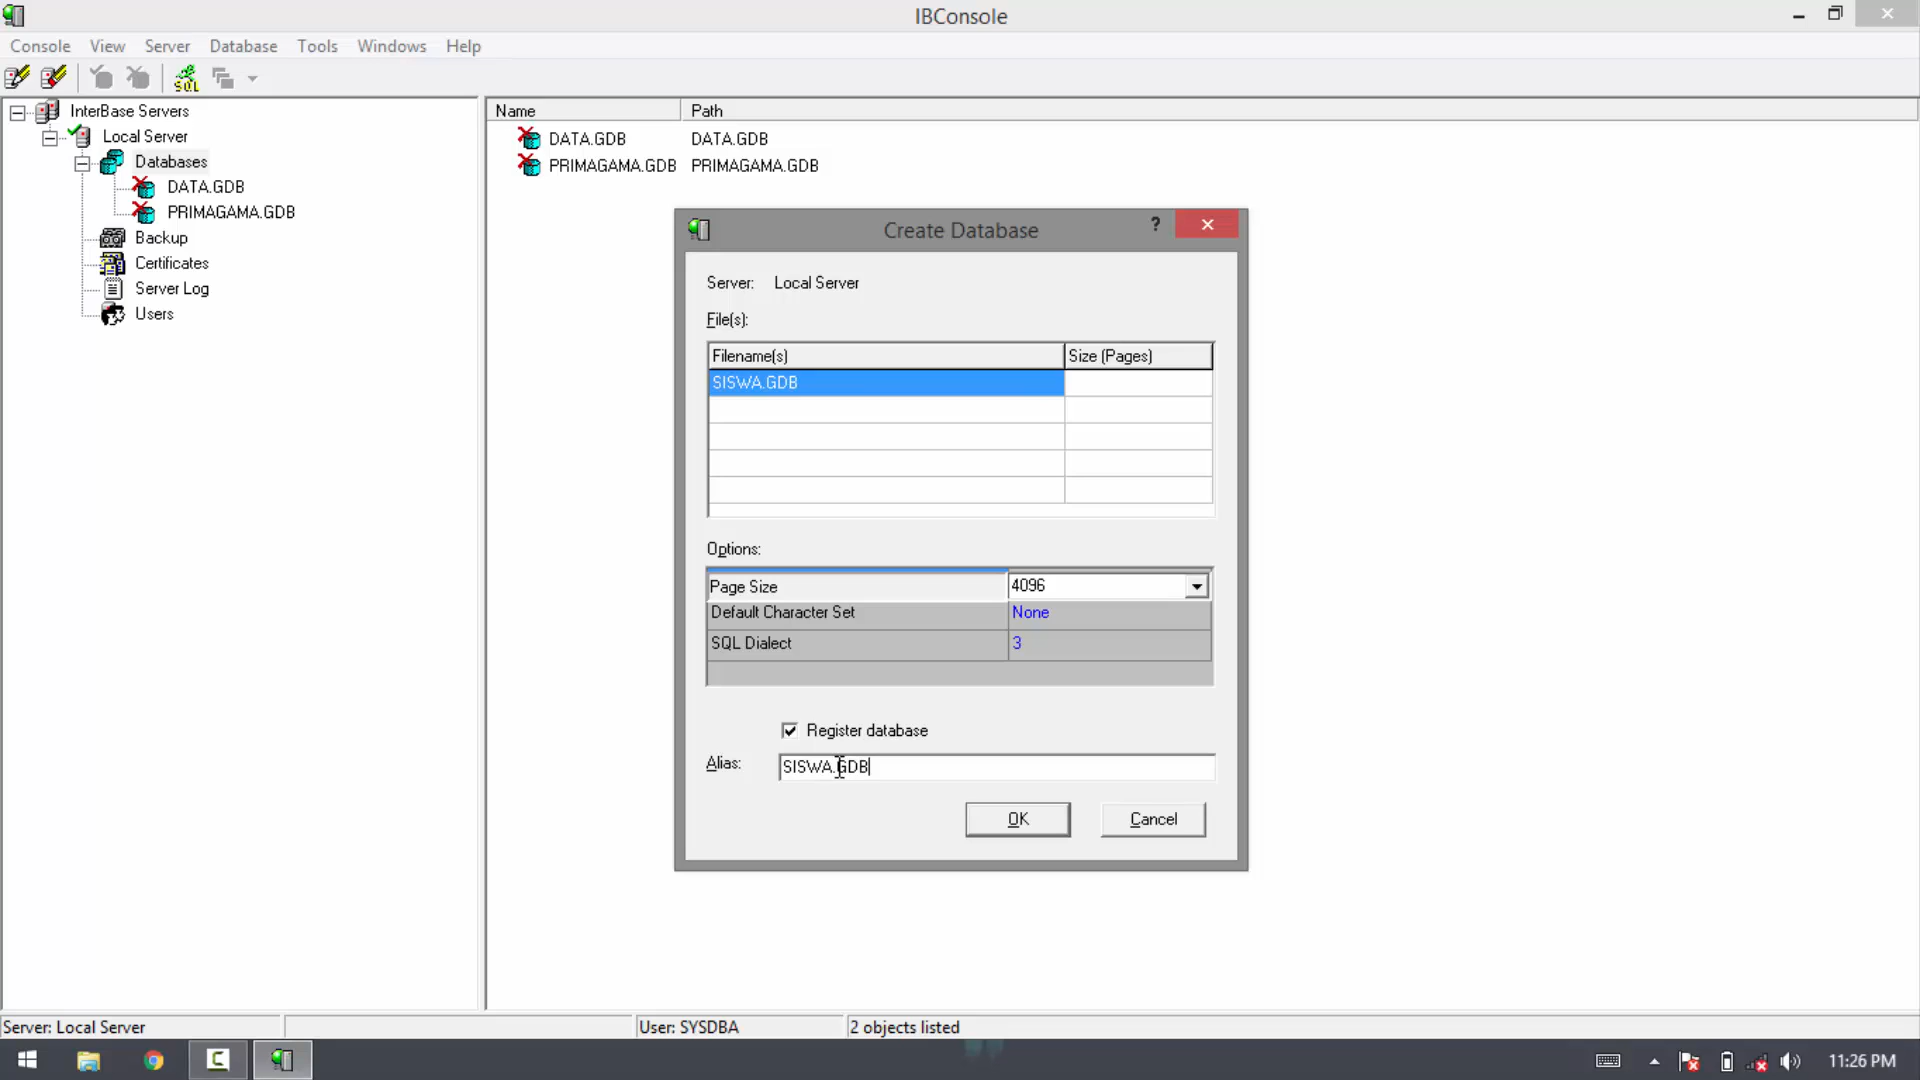 IBConsole
Console View Server Database Tools Windows Help
SQL
InterBase Servers
Local Server
Databases
DATA.GDB
PRIMAGAMA.GDB
Backup
Certificates
Server Log
Users
Name Path
DATA.GDB DATA.GDB
PRIMAGAMA.GDB PRIMAGAMA.GDB
Create Database
?
Server: Local Server
File(s):
Filename(s) Size (Pages)
SISWA.GDB
Options:
Page Size 4096
Default Character Set None
SQL Dialect 3
Register database
Alias: SISWA.GDB
OK Cancel
Server: Local Server User: SYSDBA 2 objects listed
11:26 PM